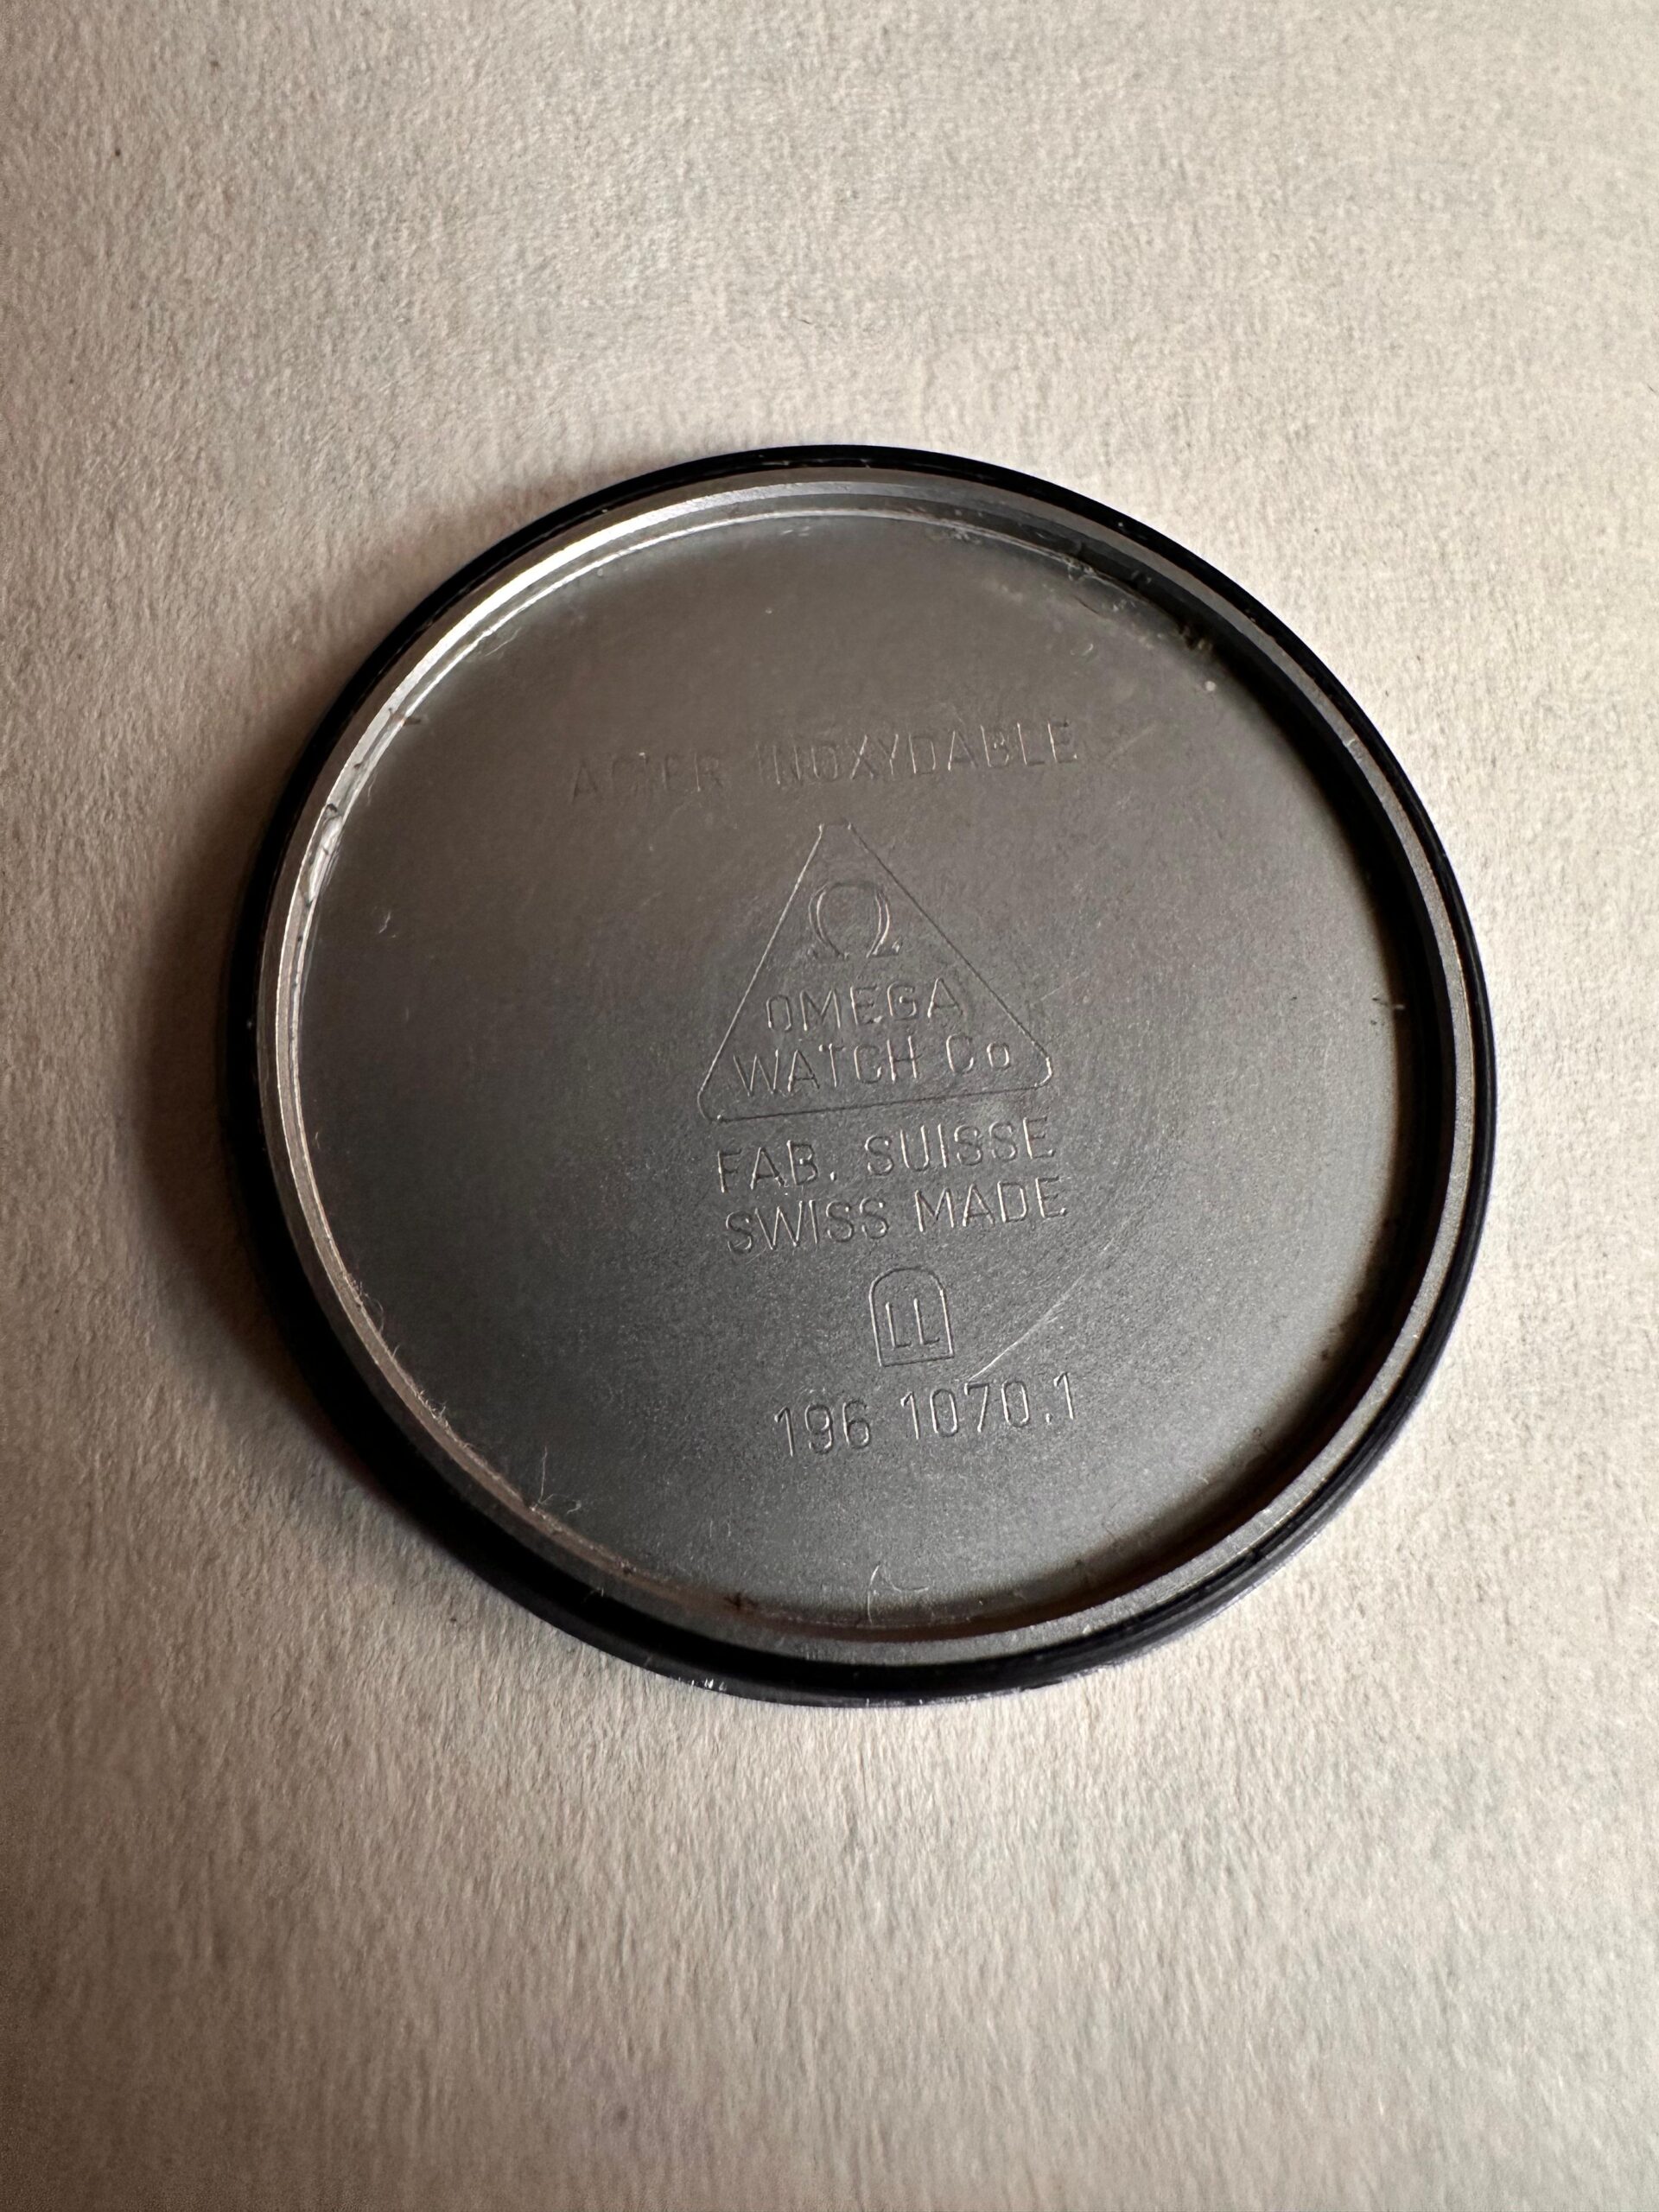 ACIER INOXYDABLE
Ω
OMEGA
WATCH Co
FAB. SUISSE
SWISS MADE
LL
196 1070.1